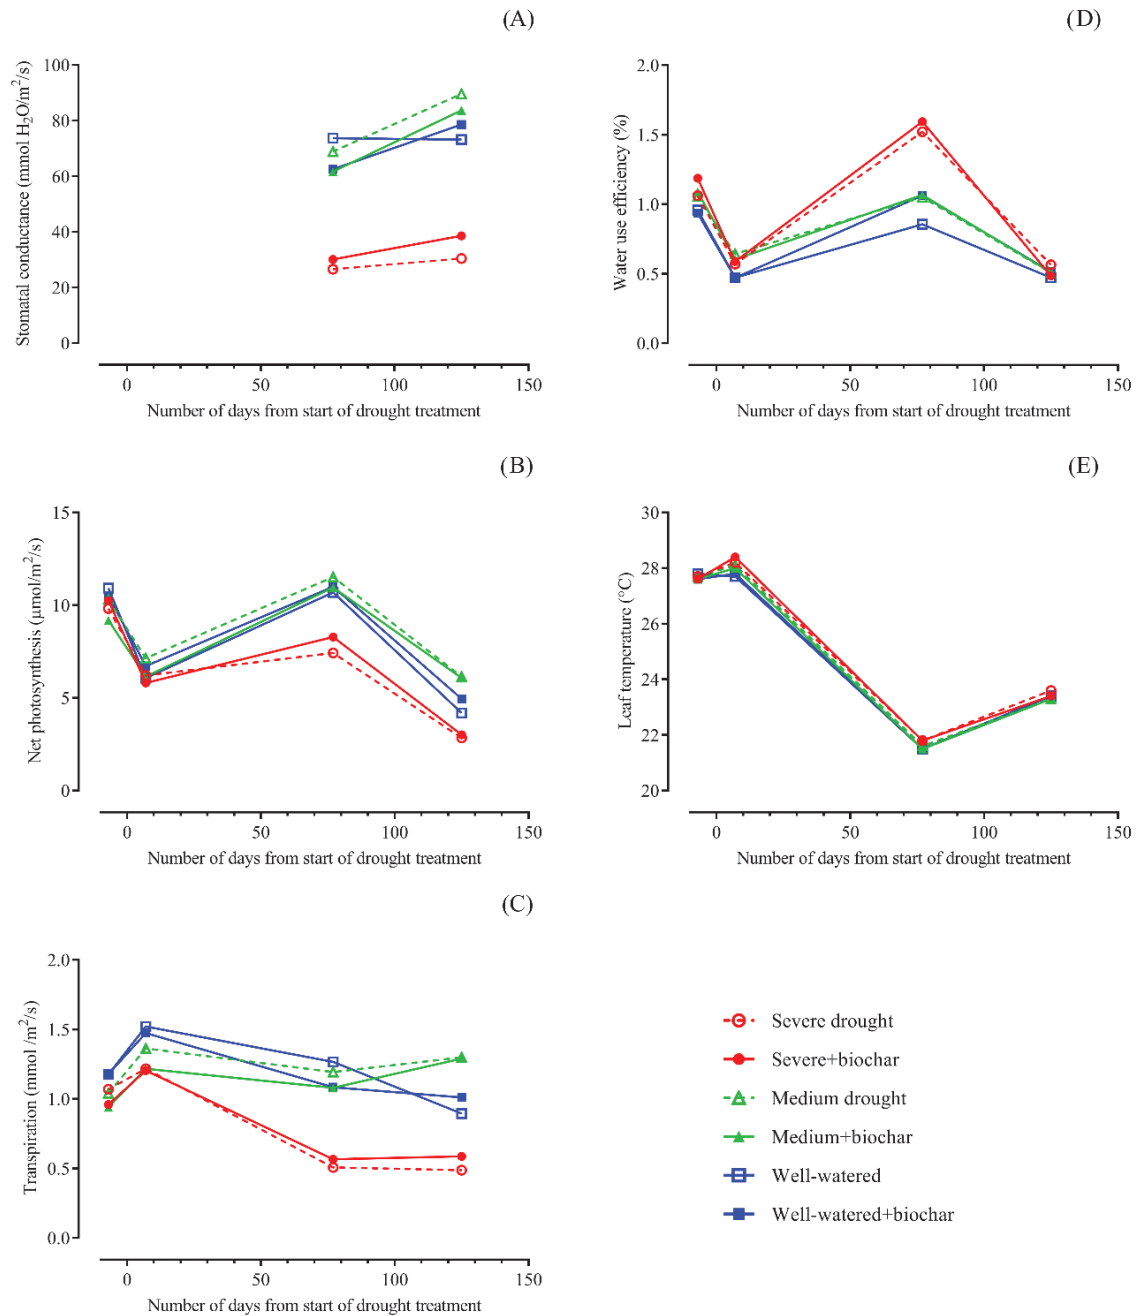 (A)
Stomatal conductance (mmol H₂O/m²/s)
100
80
60
40
20
0
0 50 100 150
Number of days from start of drought treatment
(D)
Water use efficiency (%)
2.0
1.5
1.0
0.5
0.0
0 50 100 150
Number of days from start of drought treatment
(B)
Net photosynthesis (µmol/m²/s)
15
10
5
0
0 50 100 150
Number of days from start of drought treatment
(E)
Leaf temperature (°C)
30
28
26
24
22
20
0 50 100 150
Number of days from start of drought treatment
(C)
Transpiration (mmol /m²/s)
2.0
1.5
1.0
0.5
0.0
0 50 100 150
Number of days from start of drought treatment
Severe drought
Severe+biochar
Medium drought
Medium+biochar
Well-watered
Well-watered+biochar